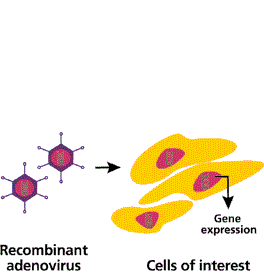 Gene
expression
Recombinant
adenovirus
Cells of interest